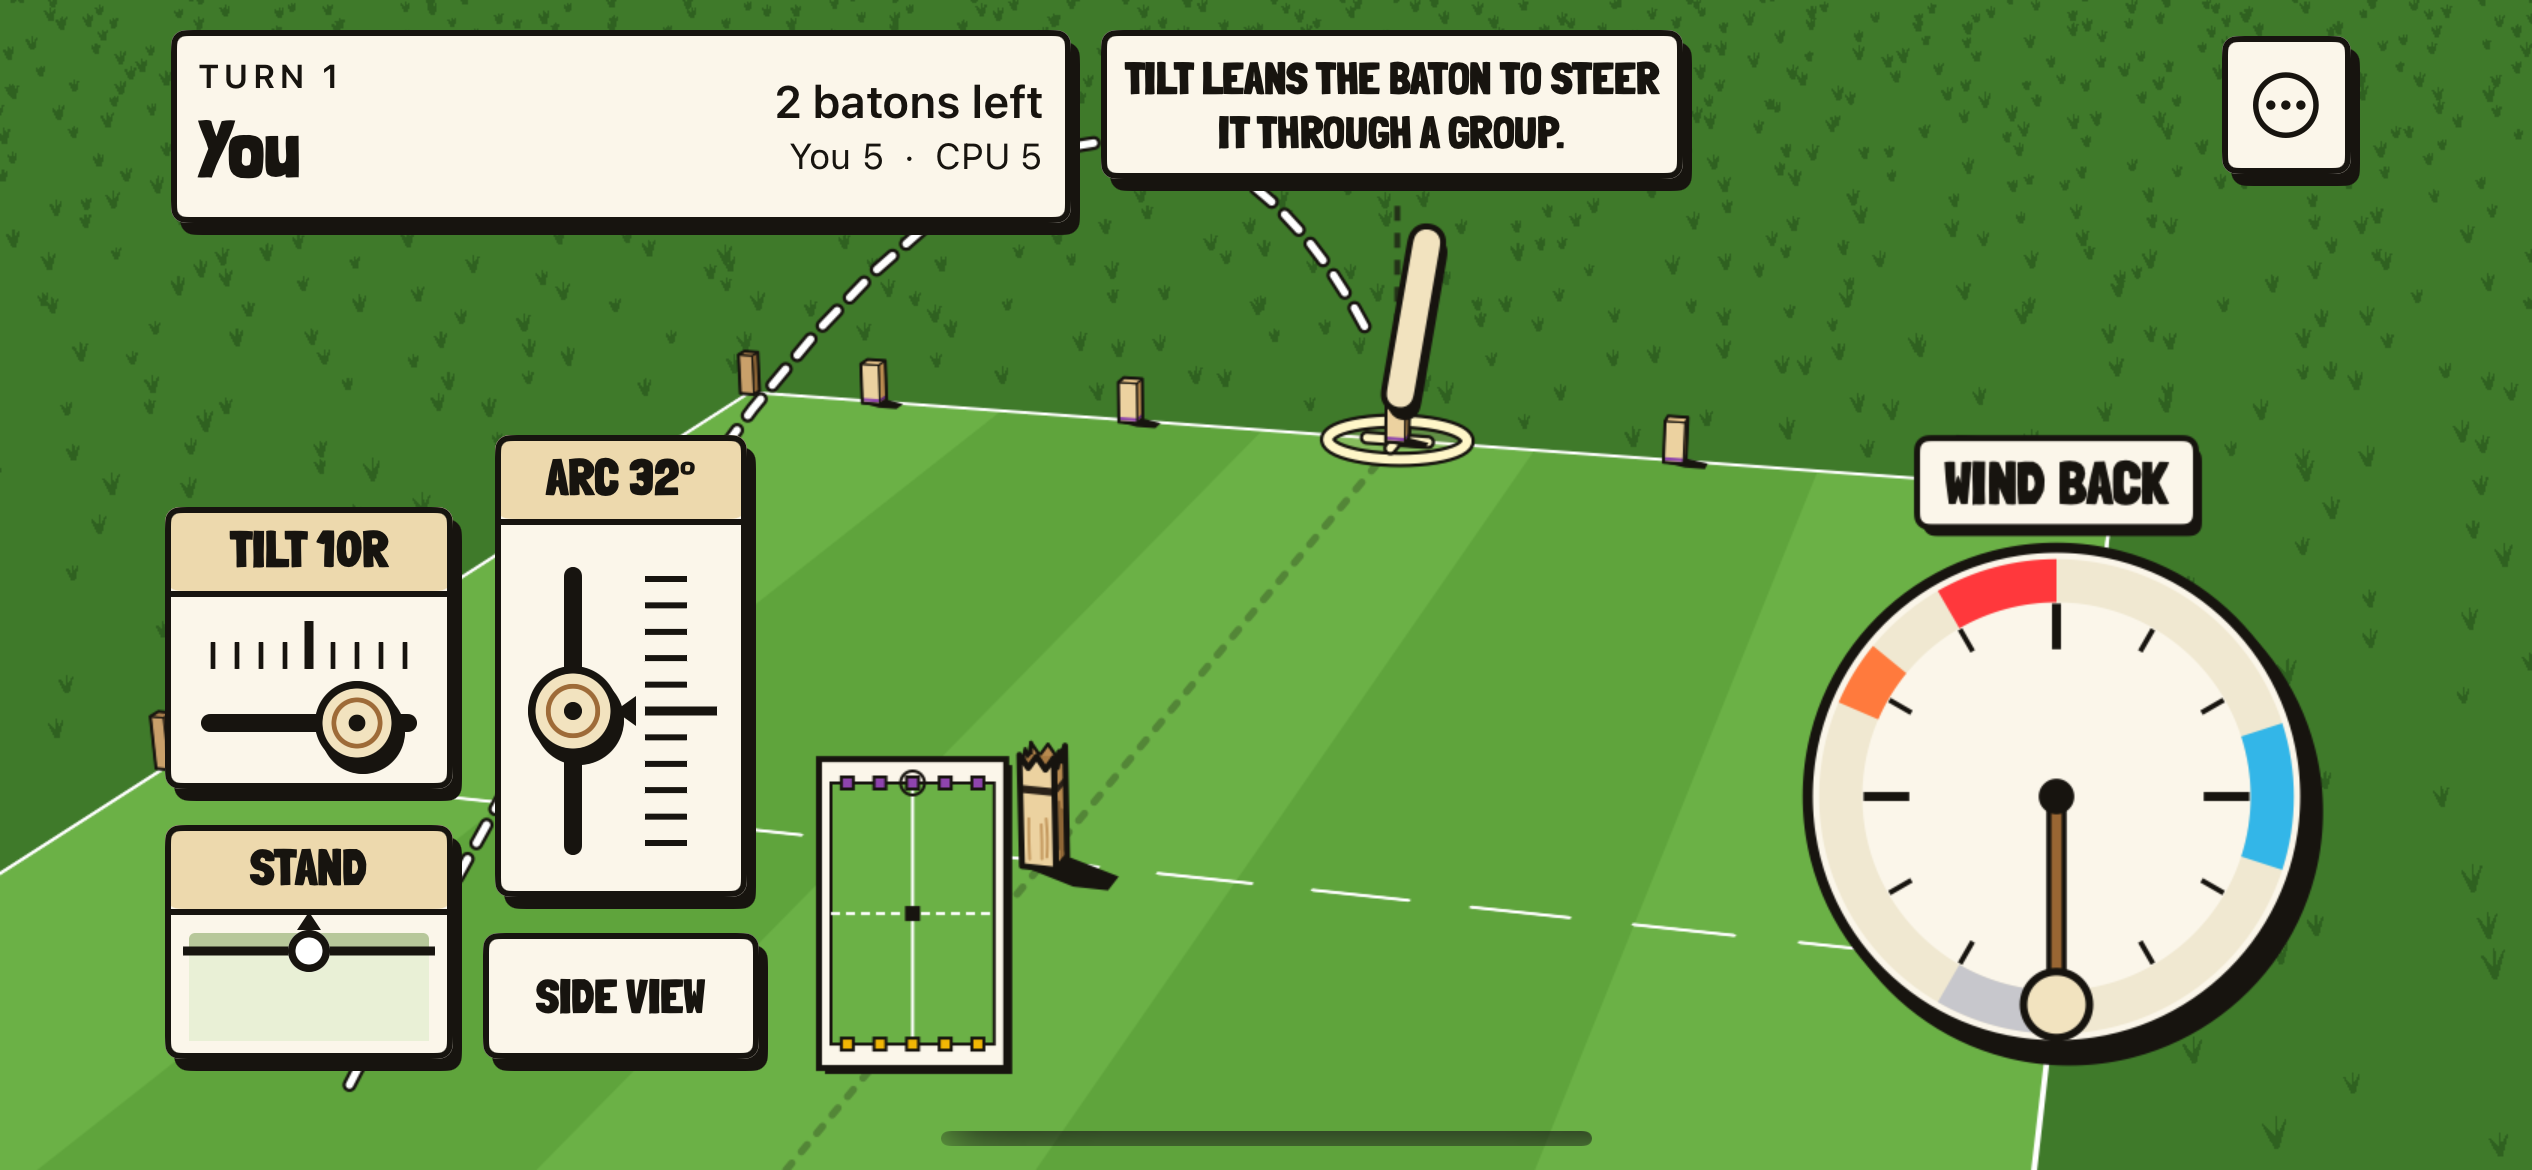 TURN 1
You
2 batons left
You 5 · CPU 5
TILT LEANS THE BATON TO STEER
IT THROUGH A GROUP.
ARC 32°
TILT 10R
WIND BACK
STAND
SIDE VIEW